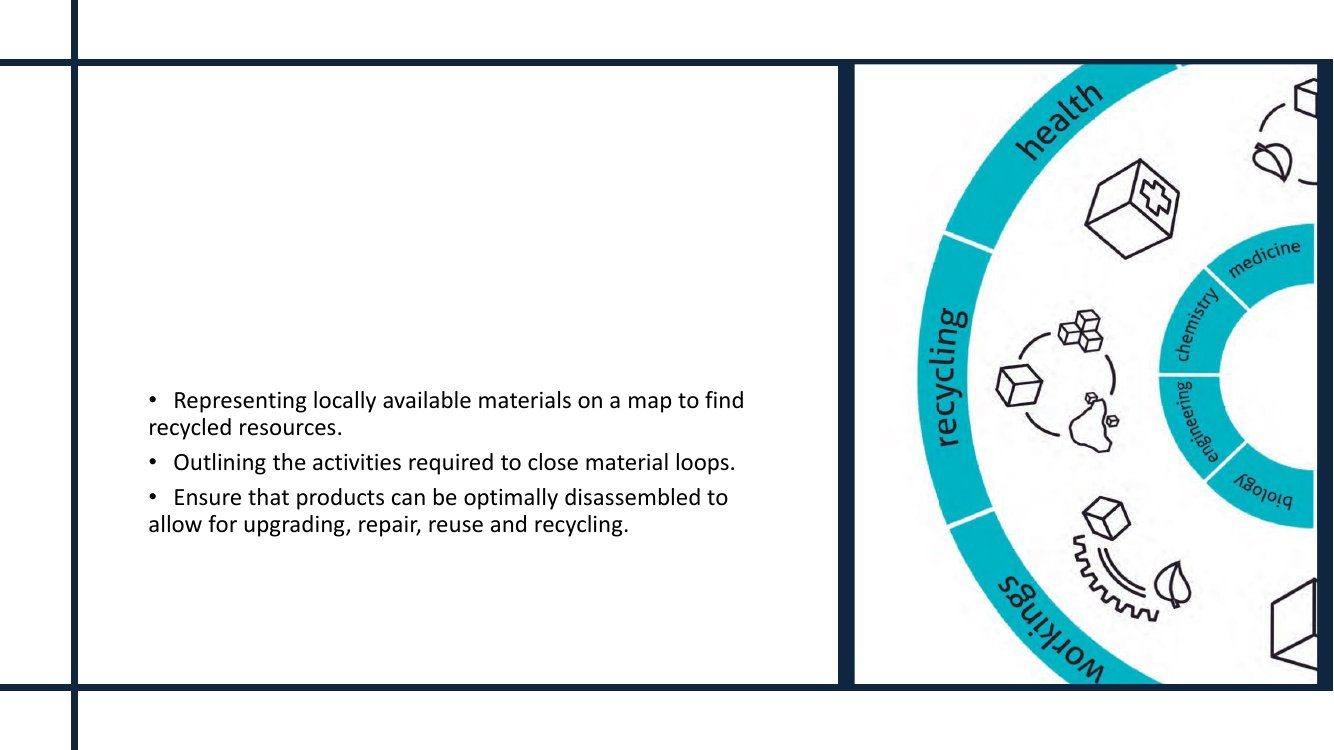 • Representing locally available materials on a map to find
recycled resources.
• Outlining the activities required to close material loops.
• Ensure that products can be optimally disassembled to
allow for upgrading, repair, reuse and recycling.
health
recycling
workings
medicine
chemistry
engineering
biology